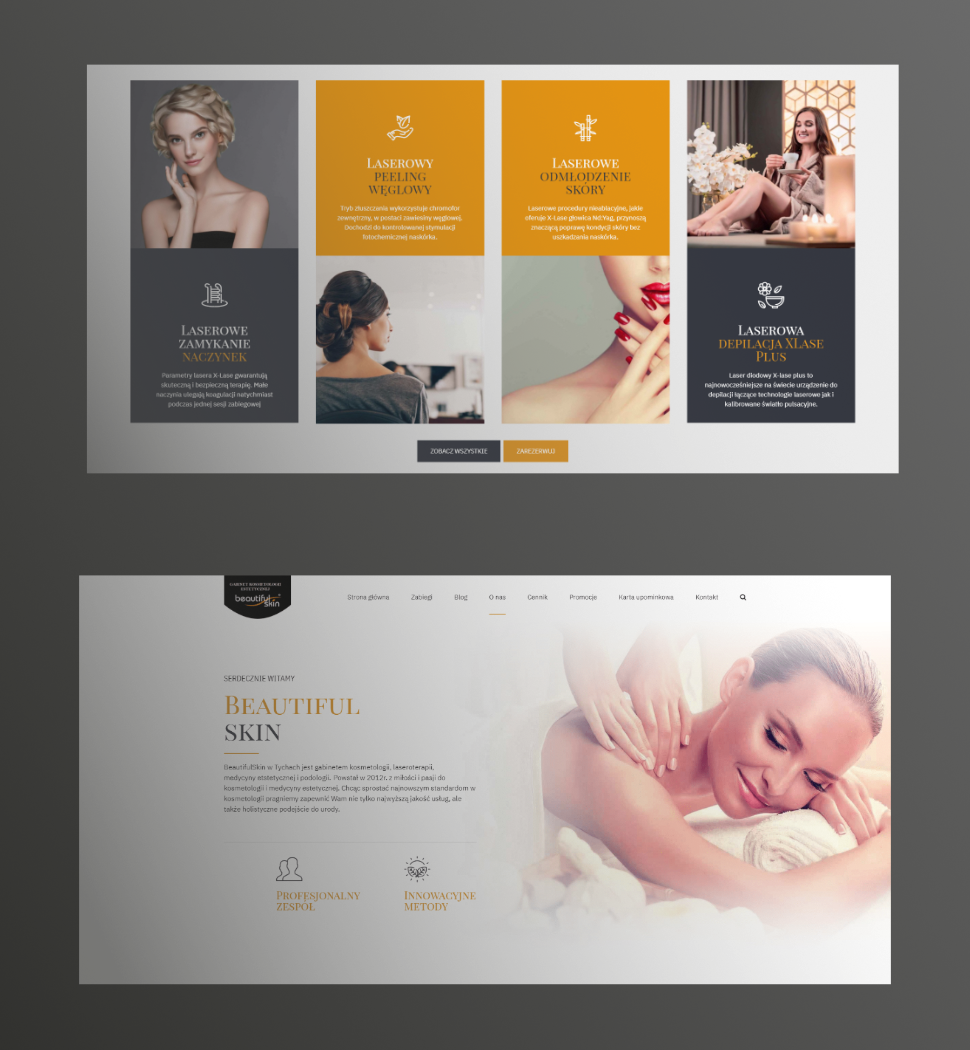 Laserowe
zamykanie
naczynek
Parametry lasera X-Lase gwarantują
skuteczną i bezpieczną terapię. Małe
naczynia ulegają koagulacji natychmiast
podczas jednej sesji zabiegowej
Laserowy
peeling
węglowy
Tryb złuszczania wykorzystuje chromofor
zewnętrzny, w postaci zawiesiny węglowej.
Dochodzi do kontrolowanej stymulacji
fotochemicznej naskórka.
Laserowe
odmłodzenie
skóry
Laserowe procedury nieablacyjne, jakie
oferuje X-Lase głowica Nd:Yag, przynoszą
znaczącą poprawę kondycji skóry bez
uszkadzania naskórka.
Laserowa
depilacja XLase
Plus
Laser diodowy X-lase plus to
najnowocześniejsze na świecie urządzenie do
depilacji łączące technologie laserowe jak i
kalibrowane światło pulsacyjne.
ZOBACZ WSZYSTKIE
ZAREZERWUJ
GABINET KOSMETOLOGII
ESTETYCZNEJ
beautiful
skin
Strona główna Zabiegi Blog O nas Cennik Promocje Karta upominkowa Kontakt
SERDECZNIE WITAMY
Beautiful
skin
BeautifulSkin w Tychach jest gabinetem kosmetologii, laseroterapii,
medycyny estetycznej i podologii. Powstał w 2012r. z miłości i pasji do
kosmetologii i medycyny estetycznej. Chcąc sprostać najnowszym standardom w
kosmetologii pragniemy zapewnić Wam nie tylko najwyższą jakość usług, ale
także holistyczne podejście do urody.
Profesjonalny
zespół
Innowacyjne
metody